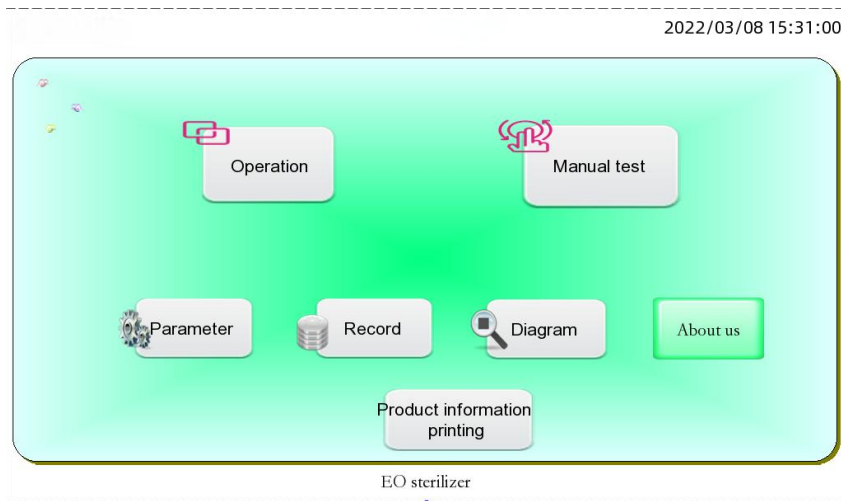 2022/03/08 15:31:00
Operation
Manual test
Parameter
Record
Diagram
About us
Product information
printing
EO sterilizer